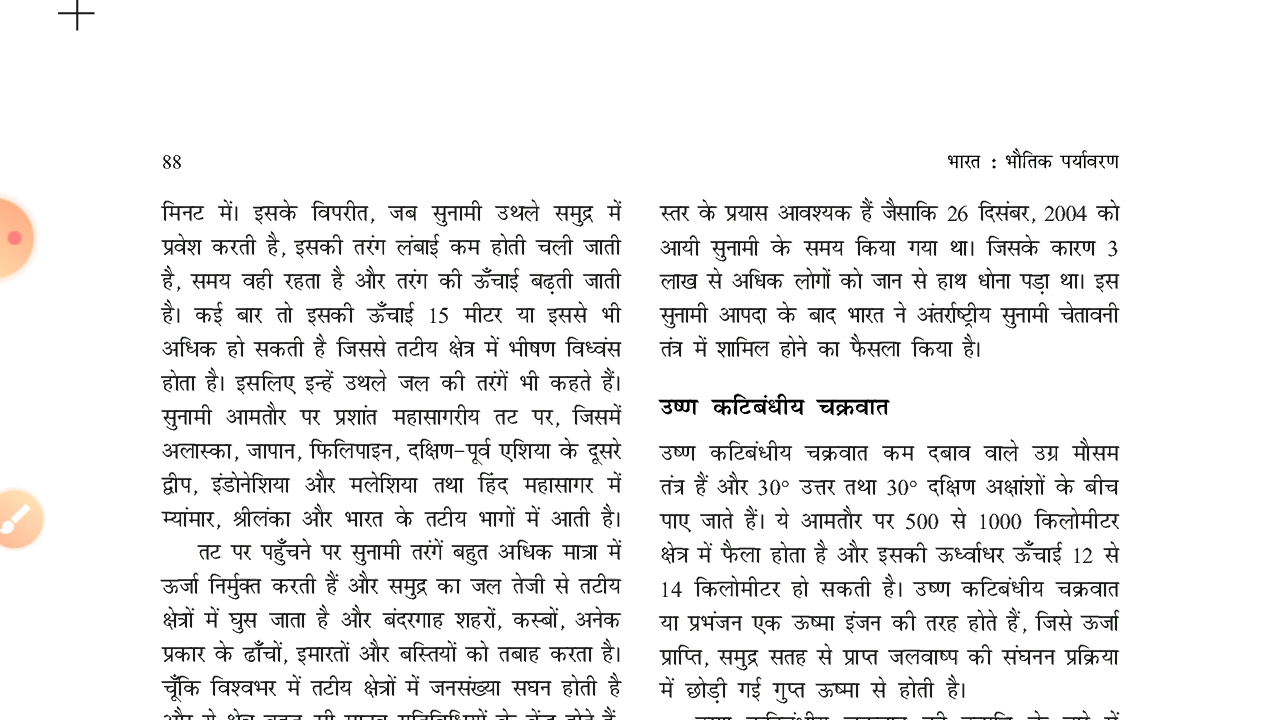 88
भारत : भौतिक पर्यावरण
मिनट में। इसके विपरीत, जब सुनामी उथले समुद्र में
प्रवेश करती है, इसकी तरंग लंबाई कम होती चली जाती
है, समय वही रहता है और तरंग की ऊँचाई बढ़ती जाती
है। कई बार तो इसकी ऊँचाई 15 मीटर या इससे भी
अधिक हो सकती है जिससे तटीय क्षेत्र में भीषण विध्वंस
होता है। इसलिए इन्हें उथले जल की तरंगें भी कहते हैं।
सुनामी आमतौर पर प्रशांत महासागरीय तट पर, जिसमें
अलास्का, जापान, फिलिपाइन, दक्षिण-पूर्व एशिया के दूसरे
द्वीप, इंडोनेशिया और मलेशिया तथा हिंद महासागर में
म्यांमार, श्रीलंका और भारत के तटीय भागों में आती है।
तट पर पहुँचने पर सुनामी तरंगें बहुत अधिक मात्रा में
ऊर्जा निर्मुक्त करती हैं और समुद्र का जल तेजी से तटीय
क्षेत्रों में घुस जाता है और बंदरगाह शहरों, कस्बों, अनेक
प्रकार के ढाँचों, इमारतों और बस्तियों को तबाह करता है।
चूँकि विश्वभर में तटीय क्षेत्रों में जनसंख्या सघन होती है
स्तर के प्रयास आवश्यक हैं जैसाकि 26 दिसंबर, 2004 को
आयी सुनामी के समय किया गया था। जिसके कारण 3
लाख से अधिक लोगों को जान से हाथ धोना पड़ा था। इस
सुनामी आपदा के बाद भारत ने अंतर्राष्ट्रीय सुनामी चेतावनी
तंत्र में शामिल होने का फैसला किया है।
उष्ण कटिबंधीय चक्रवात
उष्ण कटिबंधीय चक्रवात कम दबाव वाले उग्र मौसम
तंत्र हैं और 30° उत्तर तथा 30° दक्षिण अक्षांशों के बीच
पाए जाते हैं। ये आमतौर पर 500 से 1000 किलोमीटर
क्षेत्र में फैला होता है और इसकी ऊर्ध्वाधर ऊँचाई 12 से
14 किलोमीटर हो सकती है। उष्ण कटिबंधीय चक्रवात
या प्रभंजन एक ऊष्मा इंजन की तरह होते हैं, जिसे ऊर्जा
प्राप्ति, समुद्र सतह से प्राप्त जलवाष्प की संघनन प्रक्रिया
में छोड़ी गई गुप्त ऊष्मा से होती है।